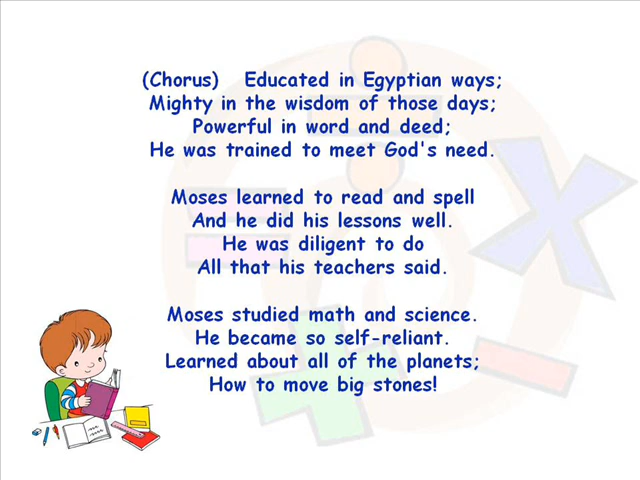 (Chorus) Educated in Egyptian ways;
Mighty in the wisdom of those days;
Powerful in word and deed;
He was trained to meet God's need.
Moses learned to read and spell
And he did his lessons well.
He was diligent to do
All that his teachers said.
Moses studied math and science.
He became so self-reliant.
Learned about all of the planets;
How to move big stones!